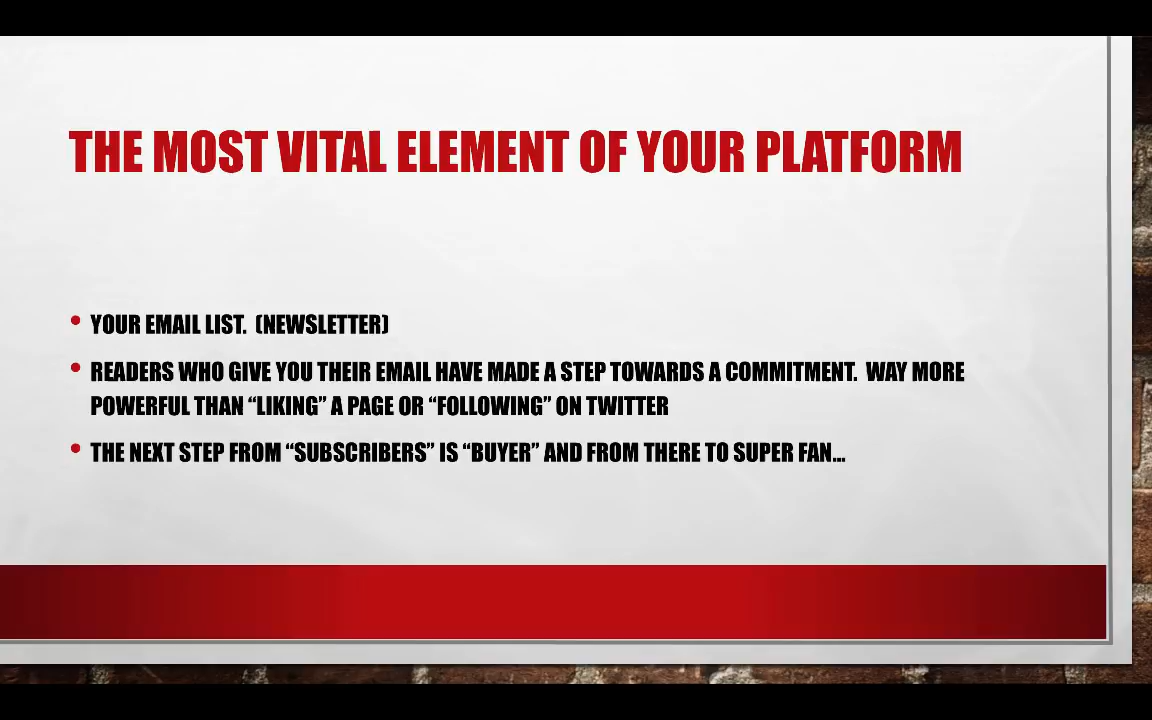 THE MOST VITAL ELEMENT OF YOUR PLATFORM
• YOUR EMAIL LIST.  (NEWSLETTER)
• READERS WHO GIVE YOU THEIR EMAIL HAVE MADE A STEP TOWARDS A COMMITMENT.  WAY MORE
POWERFUL THAN “LIKING” A PAGE OR “FOLLOWING” ON TWITTER
• THE NEXT STEP FROM “SUBSCRIBERS” IS “BUYER” AND FROM THERE TO SUPER FAN…